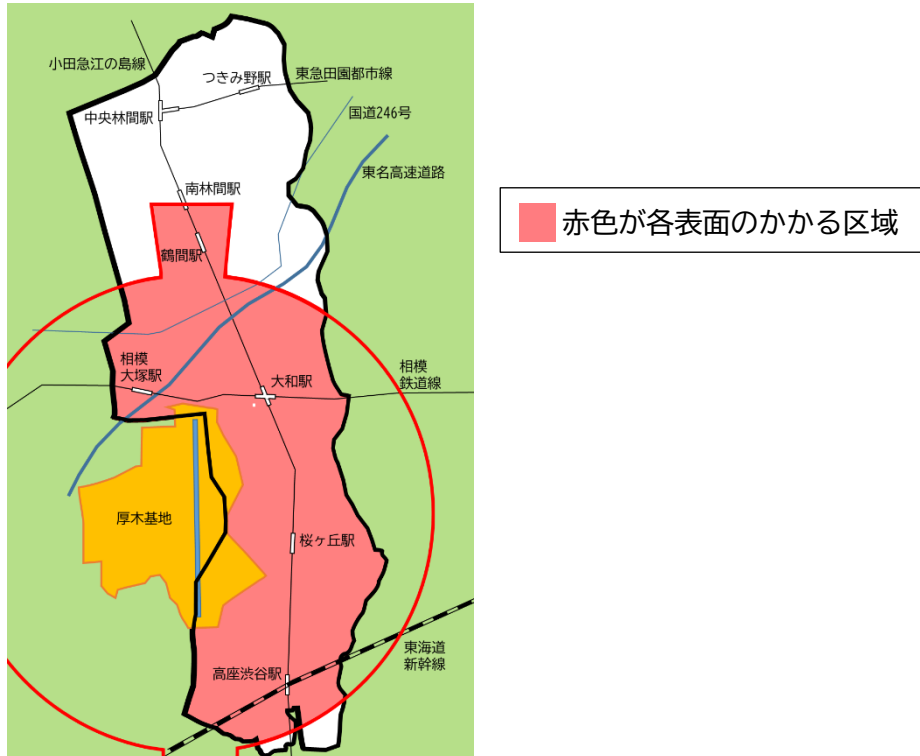 小田急江の島線
つきみ野駅
東急田園都市線
中央林間駅
国道246号
東名高速道路
南林間駅
赤色が各表面のかかる区域
鶴間駅
相模
大塚駅
大和駅
相模
鉄道線
厚木基地
桜ヶ丘駅
東海道
新幹線
高座渋谷駅